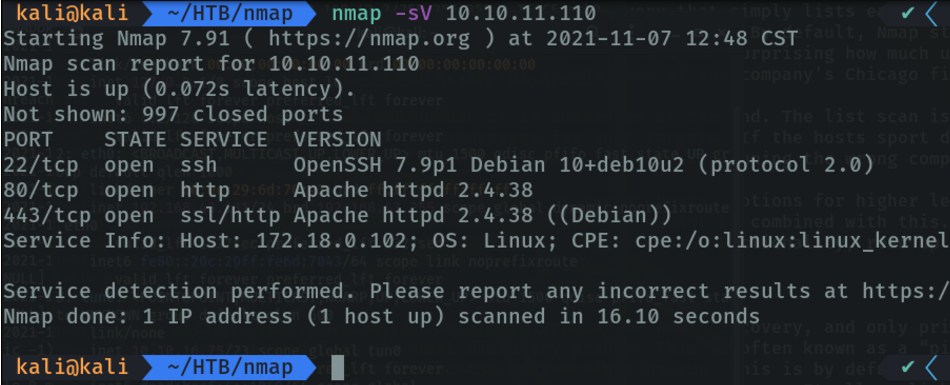 kali@kali ~/HTB/nmap nmap -sV 10.10.11.110 ✔
Starting Nmap 7.91 ( https://nmap.org ) at 2021-11-07 12:48 CST
Nmap scan report for 10.10.11.110
Host is up (0.072s latency).
Not shown: 997 closed ports
PORT STATE SERVICE VERSION
22/tcp open ssh OpenSSH 7.9p1 Debian 10+deb10u2 (protocol 2.0)
80/tcp open http Apache httpd 2.4.38
443/tcp open ssl/http Apache httpd 2.4.38 ((Debian))
Service Info: Host: 172.18.0.102; OS: Linux; CPE: cpe:/o:linux:linux_kernel
Service detection performed. Please report any incorrect results at https:/
Nmap done: 1 IP address (1 host up) scanned in 16.10 seconds
kali@kali ~/HTB/nmap ✔